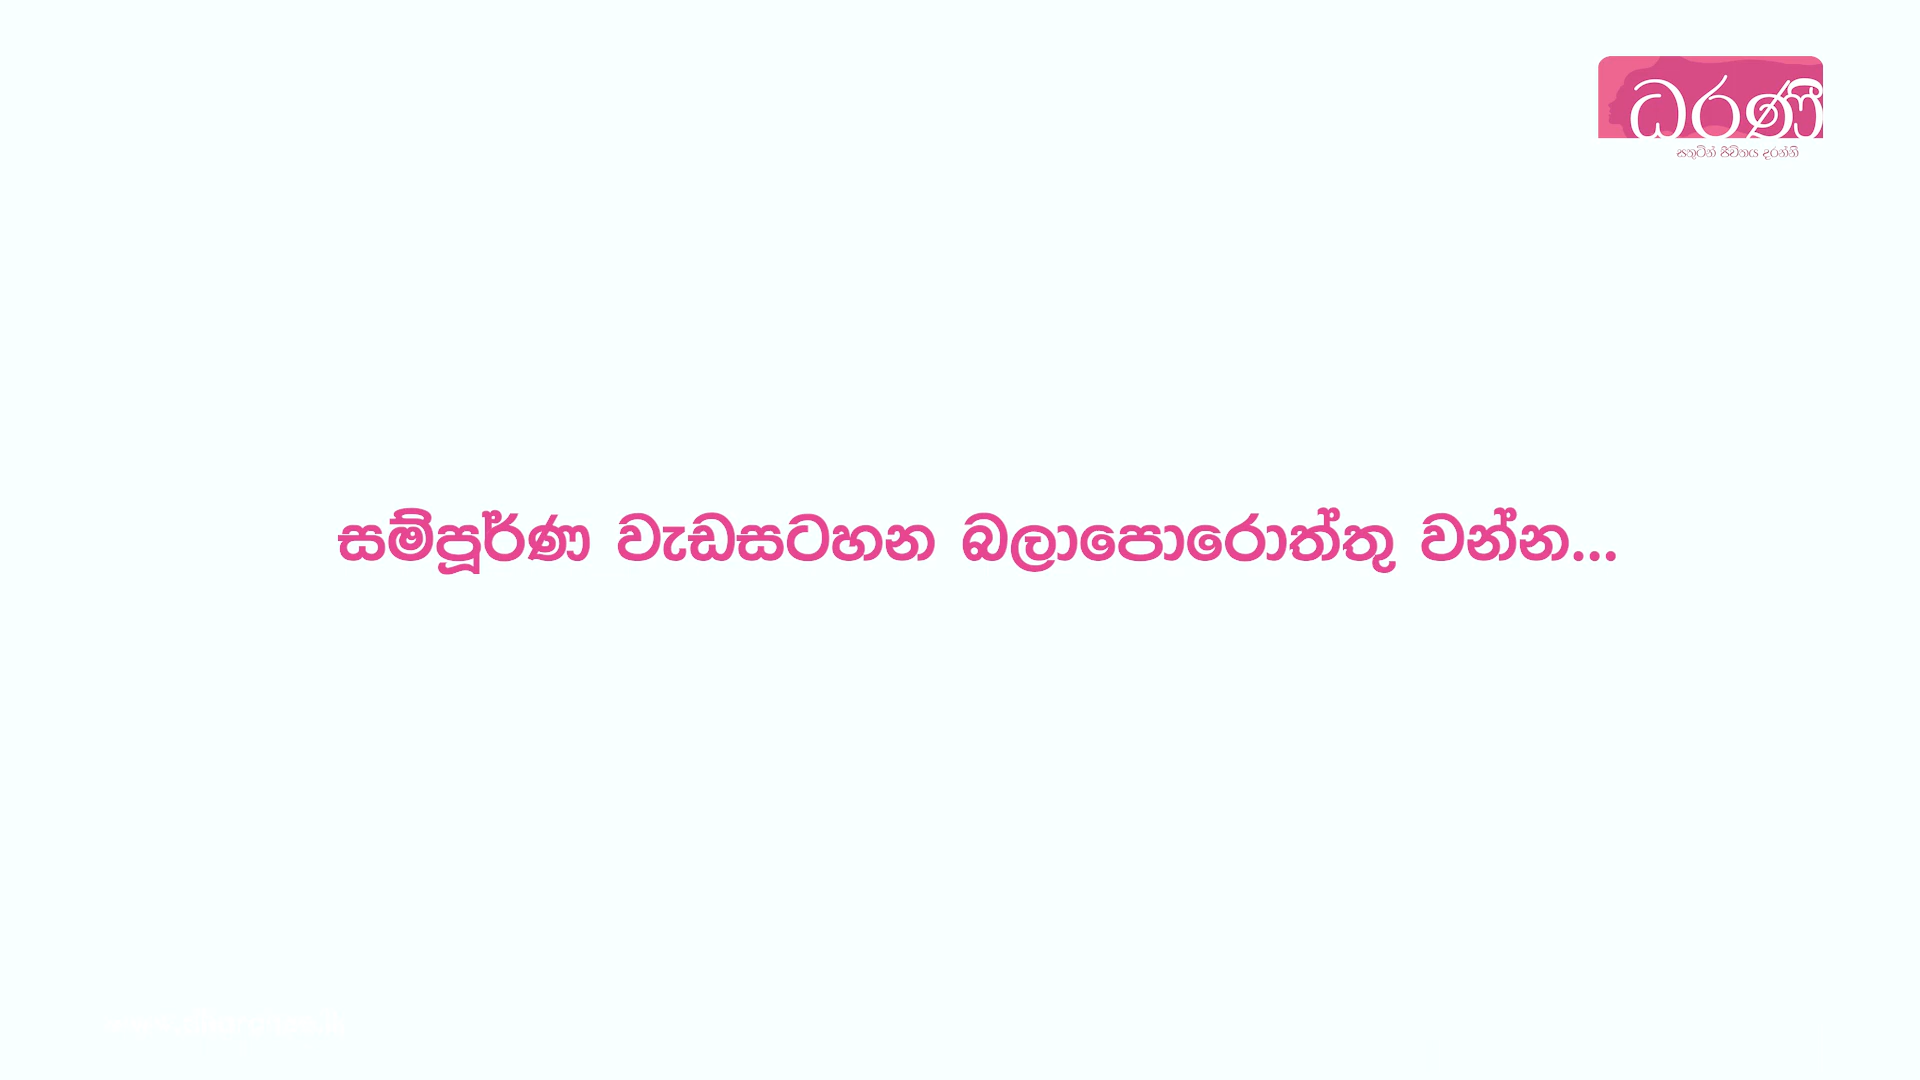 ධරණී
සතුටින් ජීවිතය දරන්නී
සම්පූර්ණ වැඩසටහන බලාපොරොත්තු වන්න...